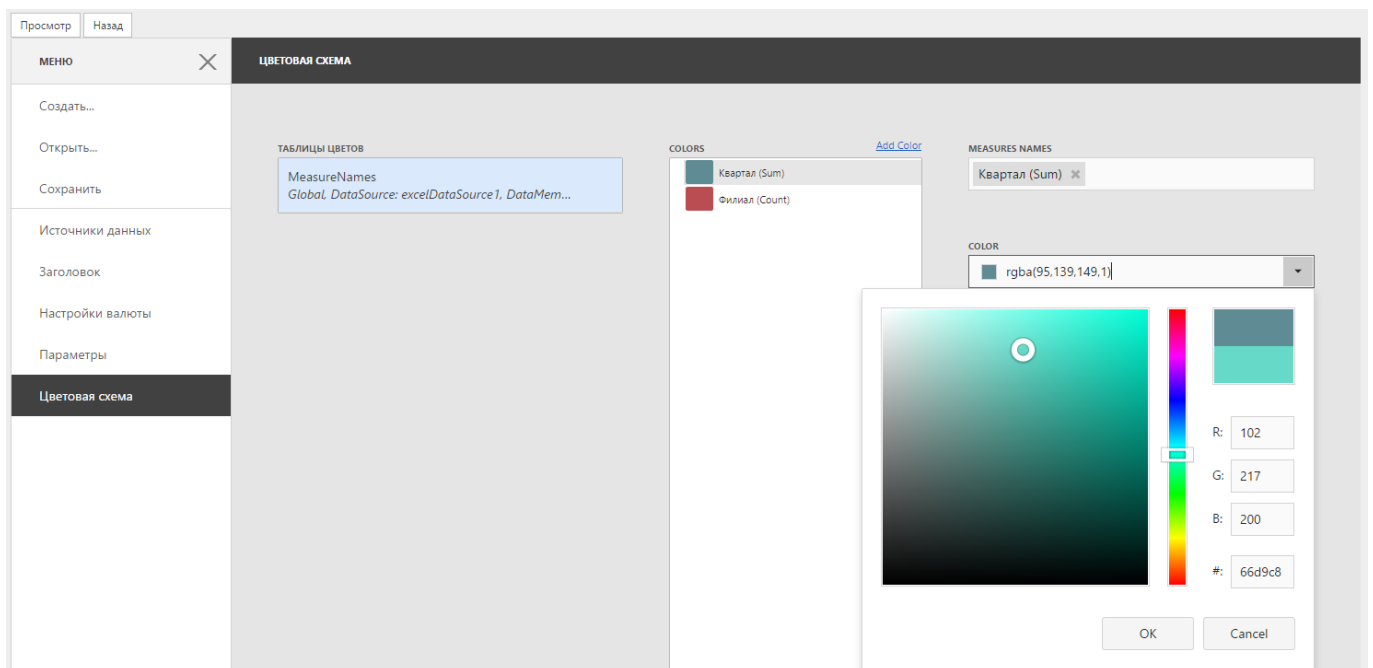 Просмотр Назад
МЕНЮ
ЦВЕТОВАЯ СХЕМА
Создать...
Открыть...
Сохранить
Источники данных
Заголовок
Настройки валюты
Параметры
Цветовая схема
ТАБЛИЦЫ ЦВЕТОВ
MeasureNames
Global, DataSource: excelDataSource1, DataMem...
COLORS
Add Color
Квартал (Sum)
Филиал (Count)
MEASURES NAMES
Квартал (Sum)
COLOR
rgba(95,139,149,1)
R: 102
G: 217
B: 200
#: 66d9c8
OK Cancel